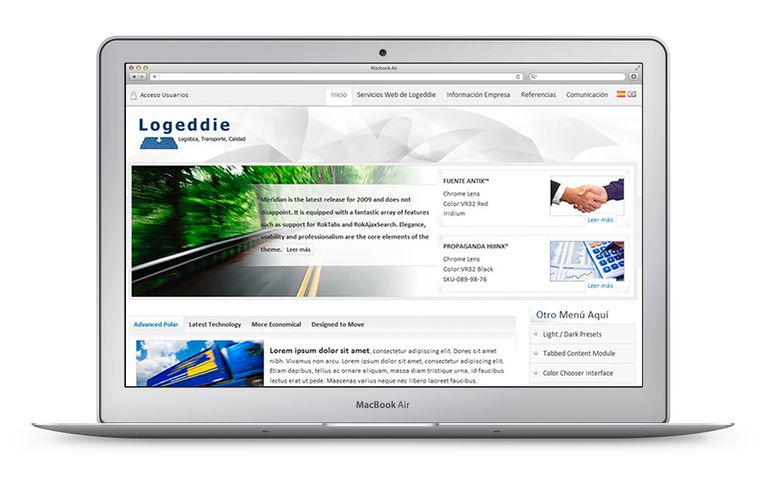 Macbook Air
Acceso Usuarios
Inicio Servicios Web de Logeddie Información Empresa Referencias Comunicación
Logeddie
Logistica, Transporte, Calidad
Meridian is the latest release for 2009 and does not
disappoint. It is equipped with a fantastic array of features
such as support for RokTabs and RokAjaxSearch. Elegance,
usability and professionalism are the core elements of the
theme. Leer más
FUENTE ANTIX™
Chrome Lens
Color:VR32 Red
Iridium
Leer más
PROPAGANDA HIJINX®
Chrome Lens
Color:VR32 Black
SKU-089-98-76
Leer más
Advanced Polar Latest Technology More Economical Designed to Move
Lorem ipsum dolor sit amet, consectetur adipiscing elit. Donec sit amet
nibh. Vivamus non arcu. Lorem ipsum dolor sit amet, consectetur adipiscing elit.
Etiam dapibus, tellus ac ornare aliquam, massa diam tristique urna, id faucibus
lectus erat ut pede. Maecenas varius neque nec libero laoreet faucibus.
Otro Menú Aquí
Light / Dark Presets
Tabbed Content Module
Color Chooser Interface
MacBook Air